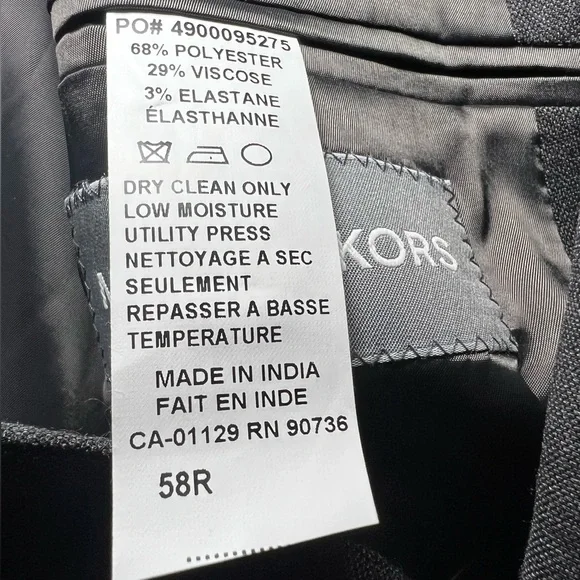 PO# 4900095275
68% POLYESTER
29% VISCOSE
3% ELASTANE
ÉLASTHANNE
DRY CLEAN ONLY
LOW MOISTURE
UTILITY PRESS
NETTOYAGE A SEC
SEULEMENT
REPASSER A BASSE
TEMPERATURE
MADE IN INDIA
FAIT EN INDE
CA-01129 RN 90736
58R
KORS